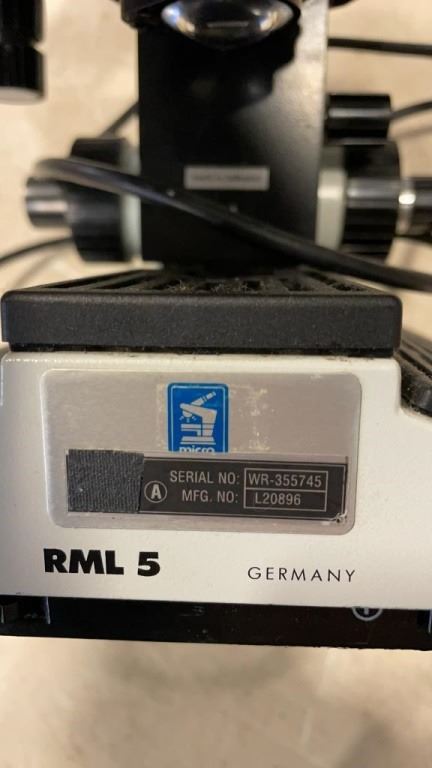 micro
SERIAL NO: WR-355745
A MFG. NO: L20896
RML 5
GERMANY